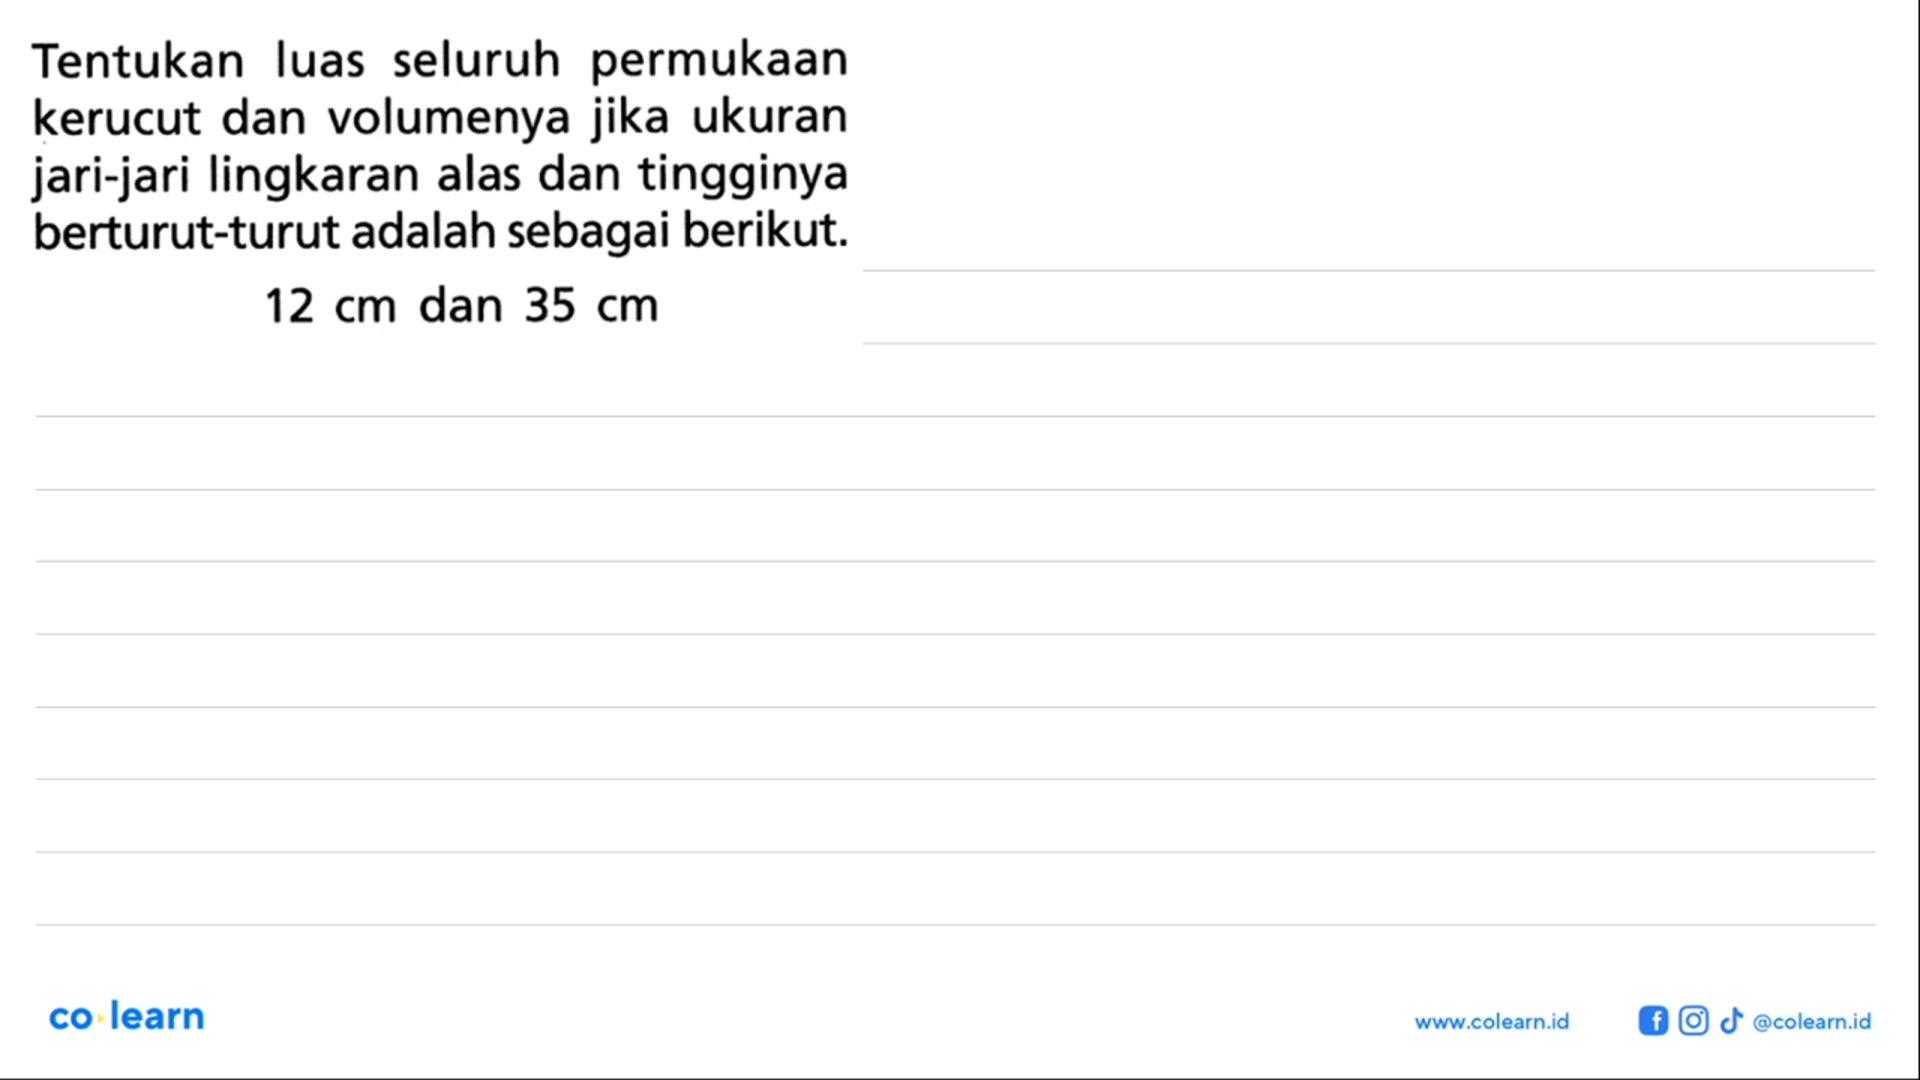 Tentukan luas seluruh permukaan
kerucut dan volumenya jika ukuran
jari-jari lingkaran alas dan tingginya
berturut-turut adalah sebagai berikut.
12 cm dan 35 cm
co learn
www.colearn.id
@colearn.id